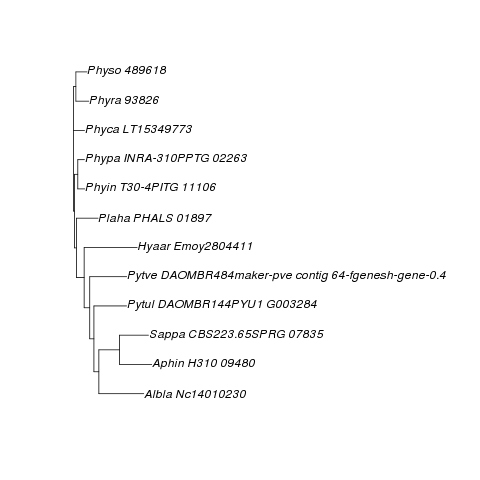 Physo 489618
Phyra 93826
Phyca LT15349773
Phypa INRA-310PPTG 02263
Phyin T30-4PITG 11106
Plaha PHALS 01897
Hyaar Emoy2804411
Pytve DAOMBR484maker-pve contig 64-fgenesh-gene-0.4
Pytul DAOMBR144PYU1 G003284
Sappa CBS223.65SPRG 07835
Aphin H310 09480
Albla Nc14010230